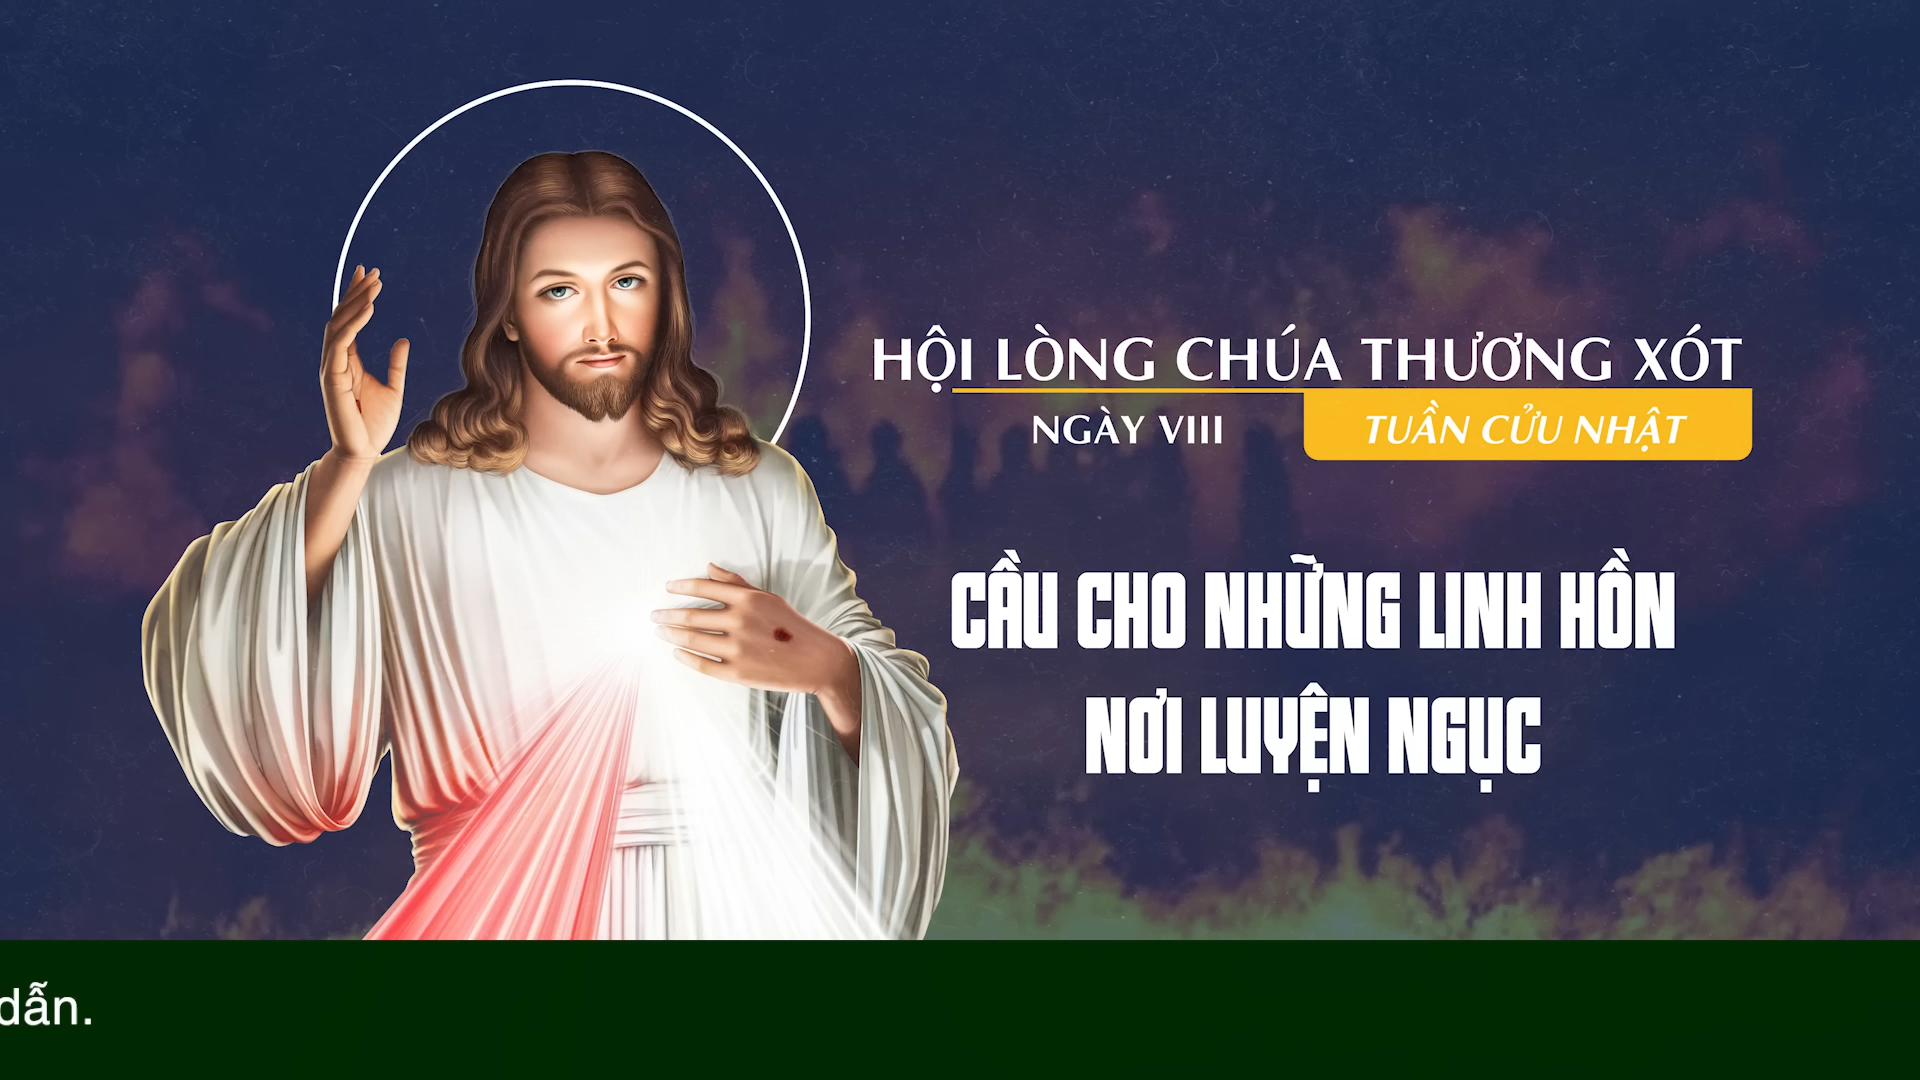 HỘI LÒNG CHÚA THƯƠNG XÓT
NGÀY VIII
TUẦN CỬU NHẬT
CẦU CHO NHỮNG LINH HỒN
NƠI LUYỆN NGỤC
dẫn.